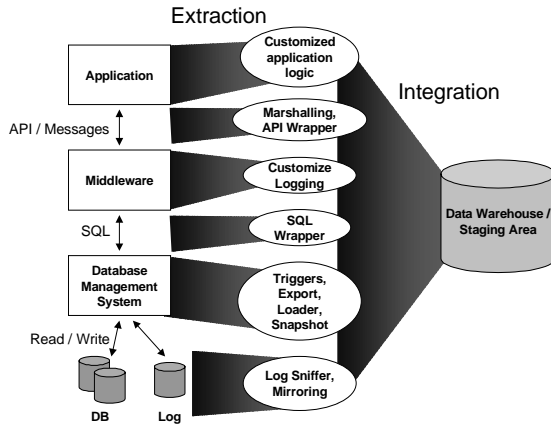 Extraction
Customized
application
logic
Application
Integration
API / Messages
Marshalling,
API Wrapper
Middleware
Customize
Logging
SQL
SQL
Wrapper
Data Warehouse /
Staging Area
Database
Management
System
Triggers,
Export,
Loader,
Snapshot
Read / Write
Log Sniffer,
Mirroring
DB
Log